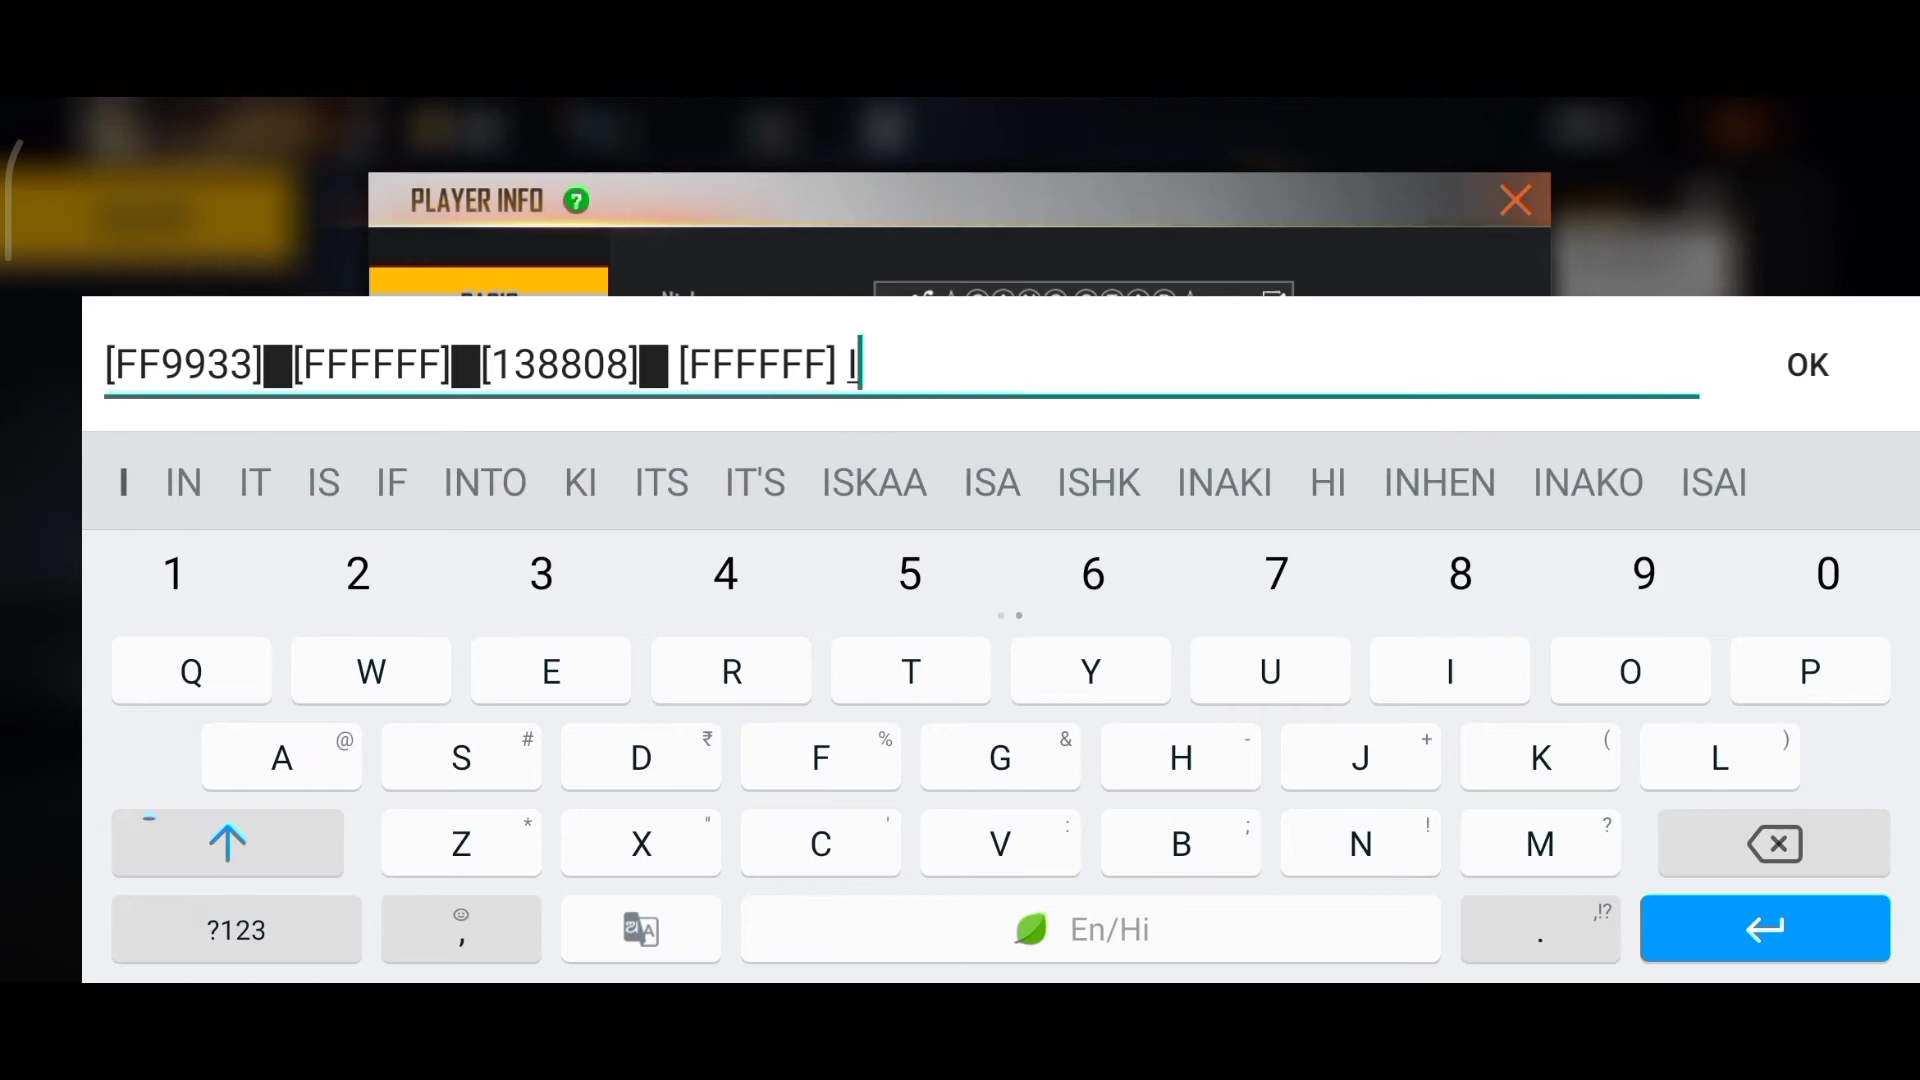 PLAYER INFO ?
[FF9933]█[FFFFFF]█[138808]█ [FFFFFF] I
OK
I IN IT IS IF INTO KI ITS IT'S ISKAA ISA ISHK INAKI HI INHEN INAKO ISAI
1 2 3 4 5 6 7 8 9 0
Q W E R T Y U I O P
A @ S # D ₹ F % G & H - J + K ( L )
Z * X " C ' V : B ; N ! M ?
?123 , En/Hi . ,!?